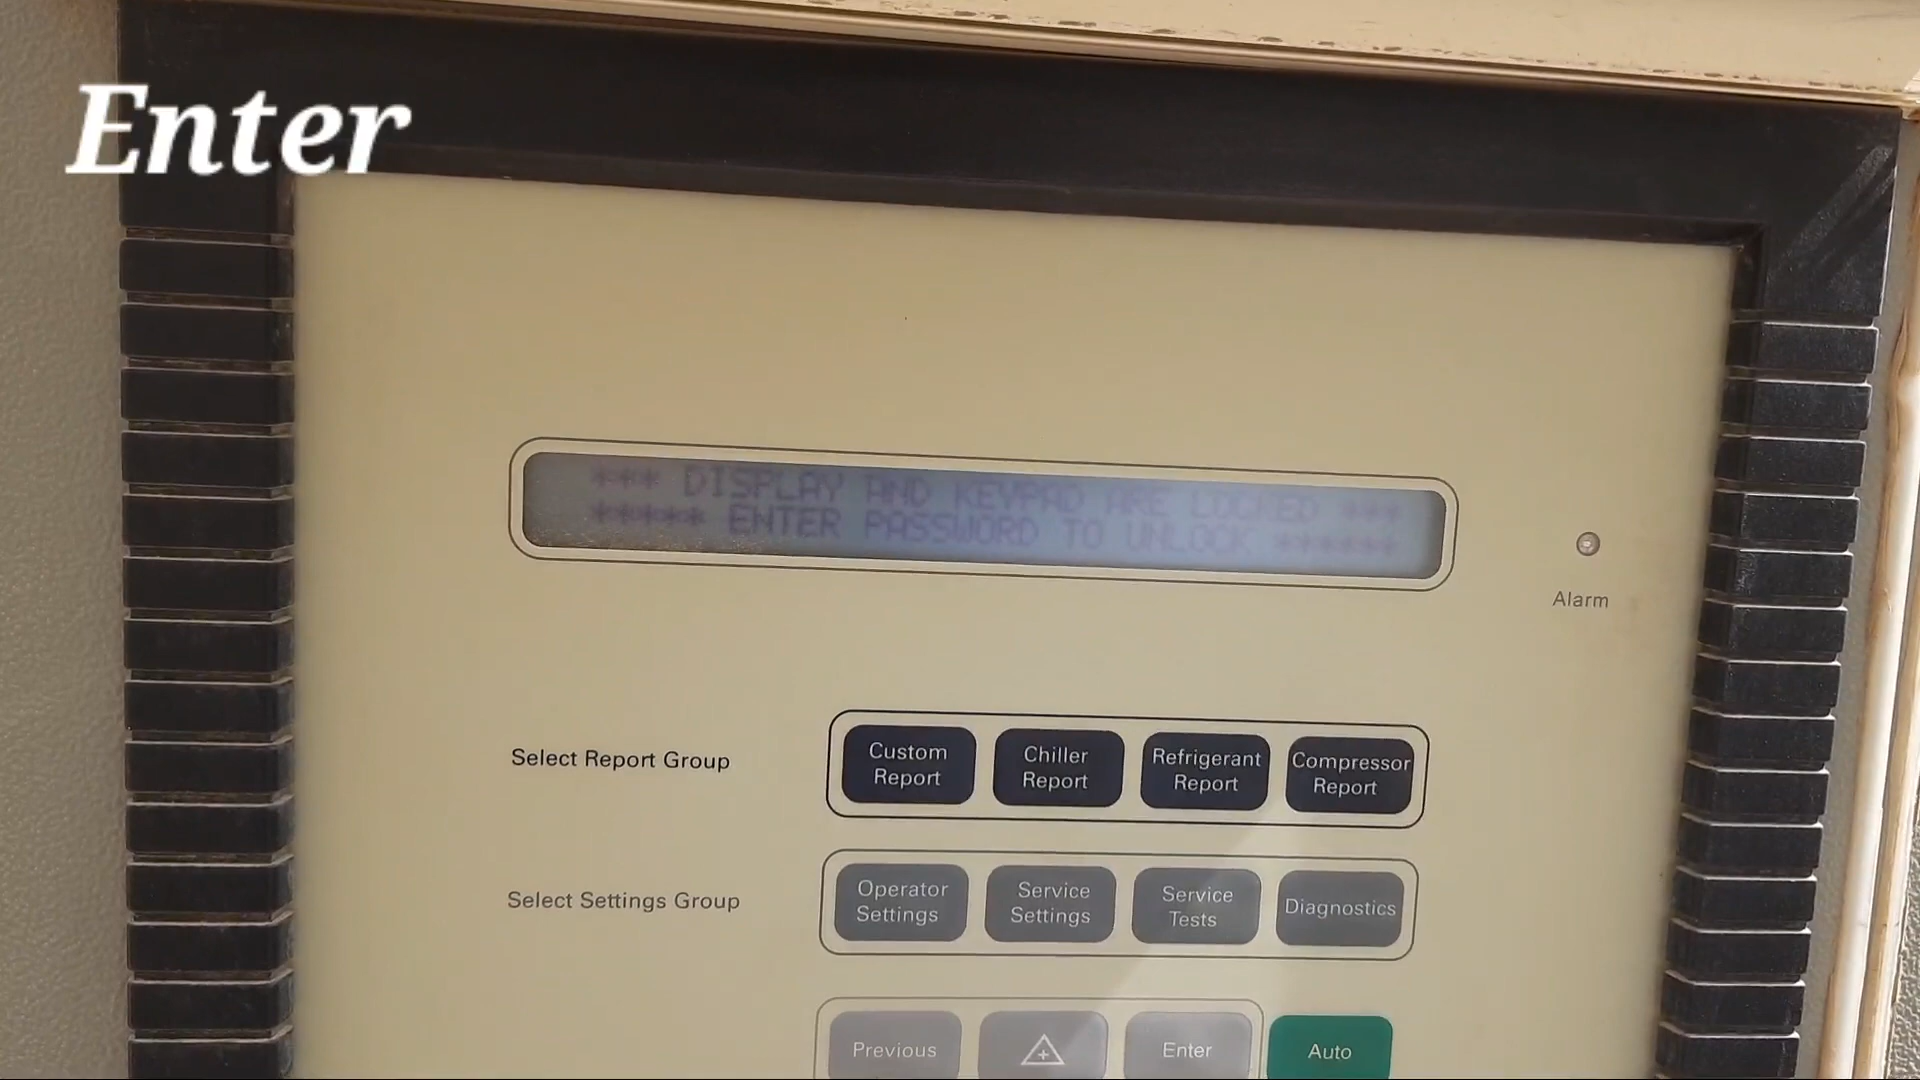 Enter
*** DISPLAY AND KEYPAD ARE LOCKED ***
***** ENTER PASSWORD TO UNLOCK ******
Alarm
Select Report Group
Custom Report
Chiller Report
Refrigerant Report
Compressor Report
Select Settings Group
Operator Settings
Service Settings
Service Tests
Diagnostics
Previous
+
Enter
Auto